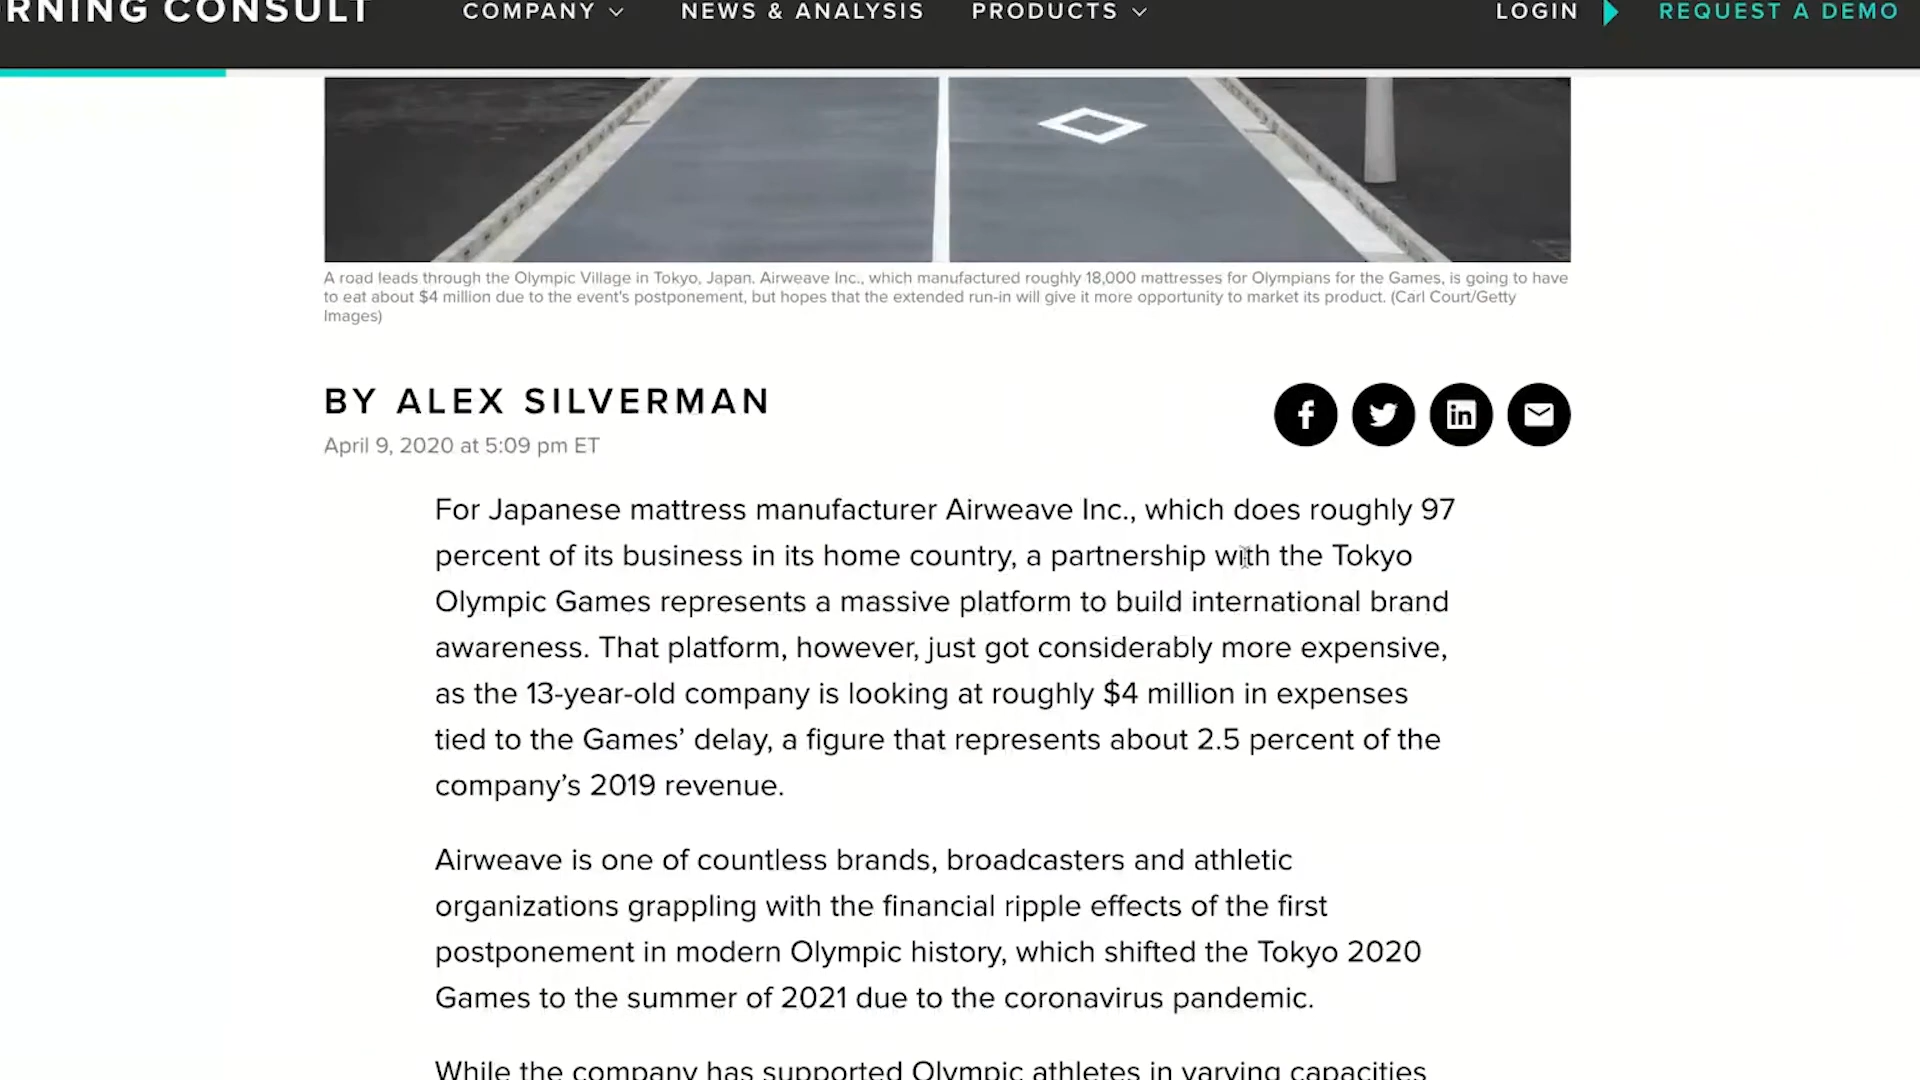 RNING CONSULT
COMPANY NEWS & ANALYSIS PRODUCTS LOGIN REQUEST A DEMO
A road leads through the Olympic Village in Tokyo, Japan. Airweave Inc., which manufactured roughly 18,000 mattresses for Olympians for the Games, is going to have
to eat about $4 million due to the event's postponement, but hopes that the extended run-in will give it more opportunity to market its product. (Carl Court/Getty
Images)
BY ALEX SILVERMAN
April 9, 2020 at 5:09 pm ET
For Japanese mattress manufacturer Airweave Inc., which does roughly 97
percent of its business in its home country, a partnership with the Tokyo
Olympic Games represents a massive platform to build international brand
awareness. That platform, however, just got considerably more expensive,
as the 13-year-old company is looking at roughly $4 million in expenses
tied to the Games’ delay, a figure that represents about 2.5 percent of the
company’s 2019 revenue.
Airweave is one of countless brands, broadcasters and athletic
organizations grappling with the financial ripple effects of the first
postponement in modern Olympic history, which shifted the Tokyo 2020
Games to the summer of 2021 due to the coronavirus pandemic.
While the company has supported Olympic athletes in varying capacities